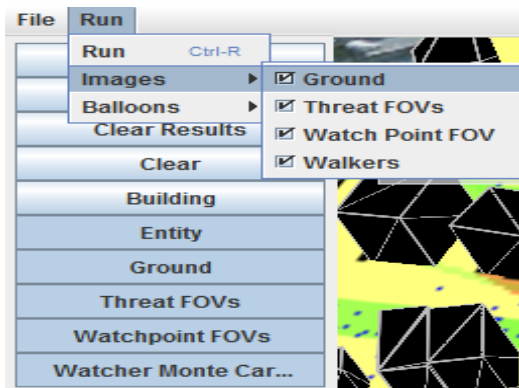 File Run
Run Ctrl-R
Images
Balloons
Ground
Threat FOVs
Watch Point FOV
Walkers
Clear Results
Clear
Building
Entity
Ground
Threat FOVs
Watchpoint FOVs
Watcher Monte Car...